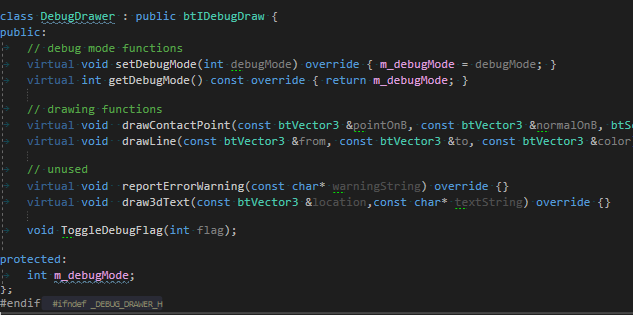 class DebugDrawer : public btIDebugDraw {
public:
// debug mode functions
virtual void setDebugMode(int debugMode) override { m_debugMode = debugMode; }
virtual int getDebugMode() const override { return m_debugMode; }
// drawing functions
virtual void drawContactPoint(const btVector3 &pointOnB, const btVector3 &normalOnB, btSc
virtual void drawLine(const btVector3 &from, const btVector3 &to, const btVector3 &color
// unused
virtual void reportErrorWarning(const char* warningString) override {}
virtual void draw3dText(const btVector3 &location,const char* textString) override {}
void ToggleDebugFlag(int flag);
protected:
int m_debugMode;
};
#endif #ifndef _DEBUG_DRAWER_H